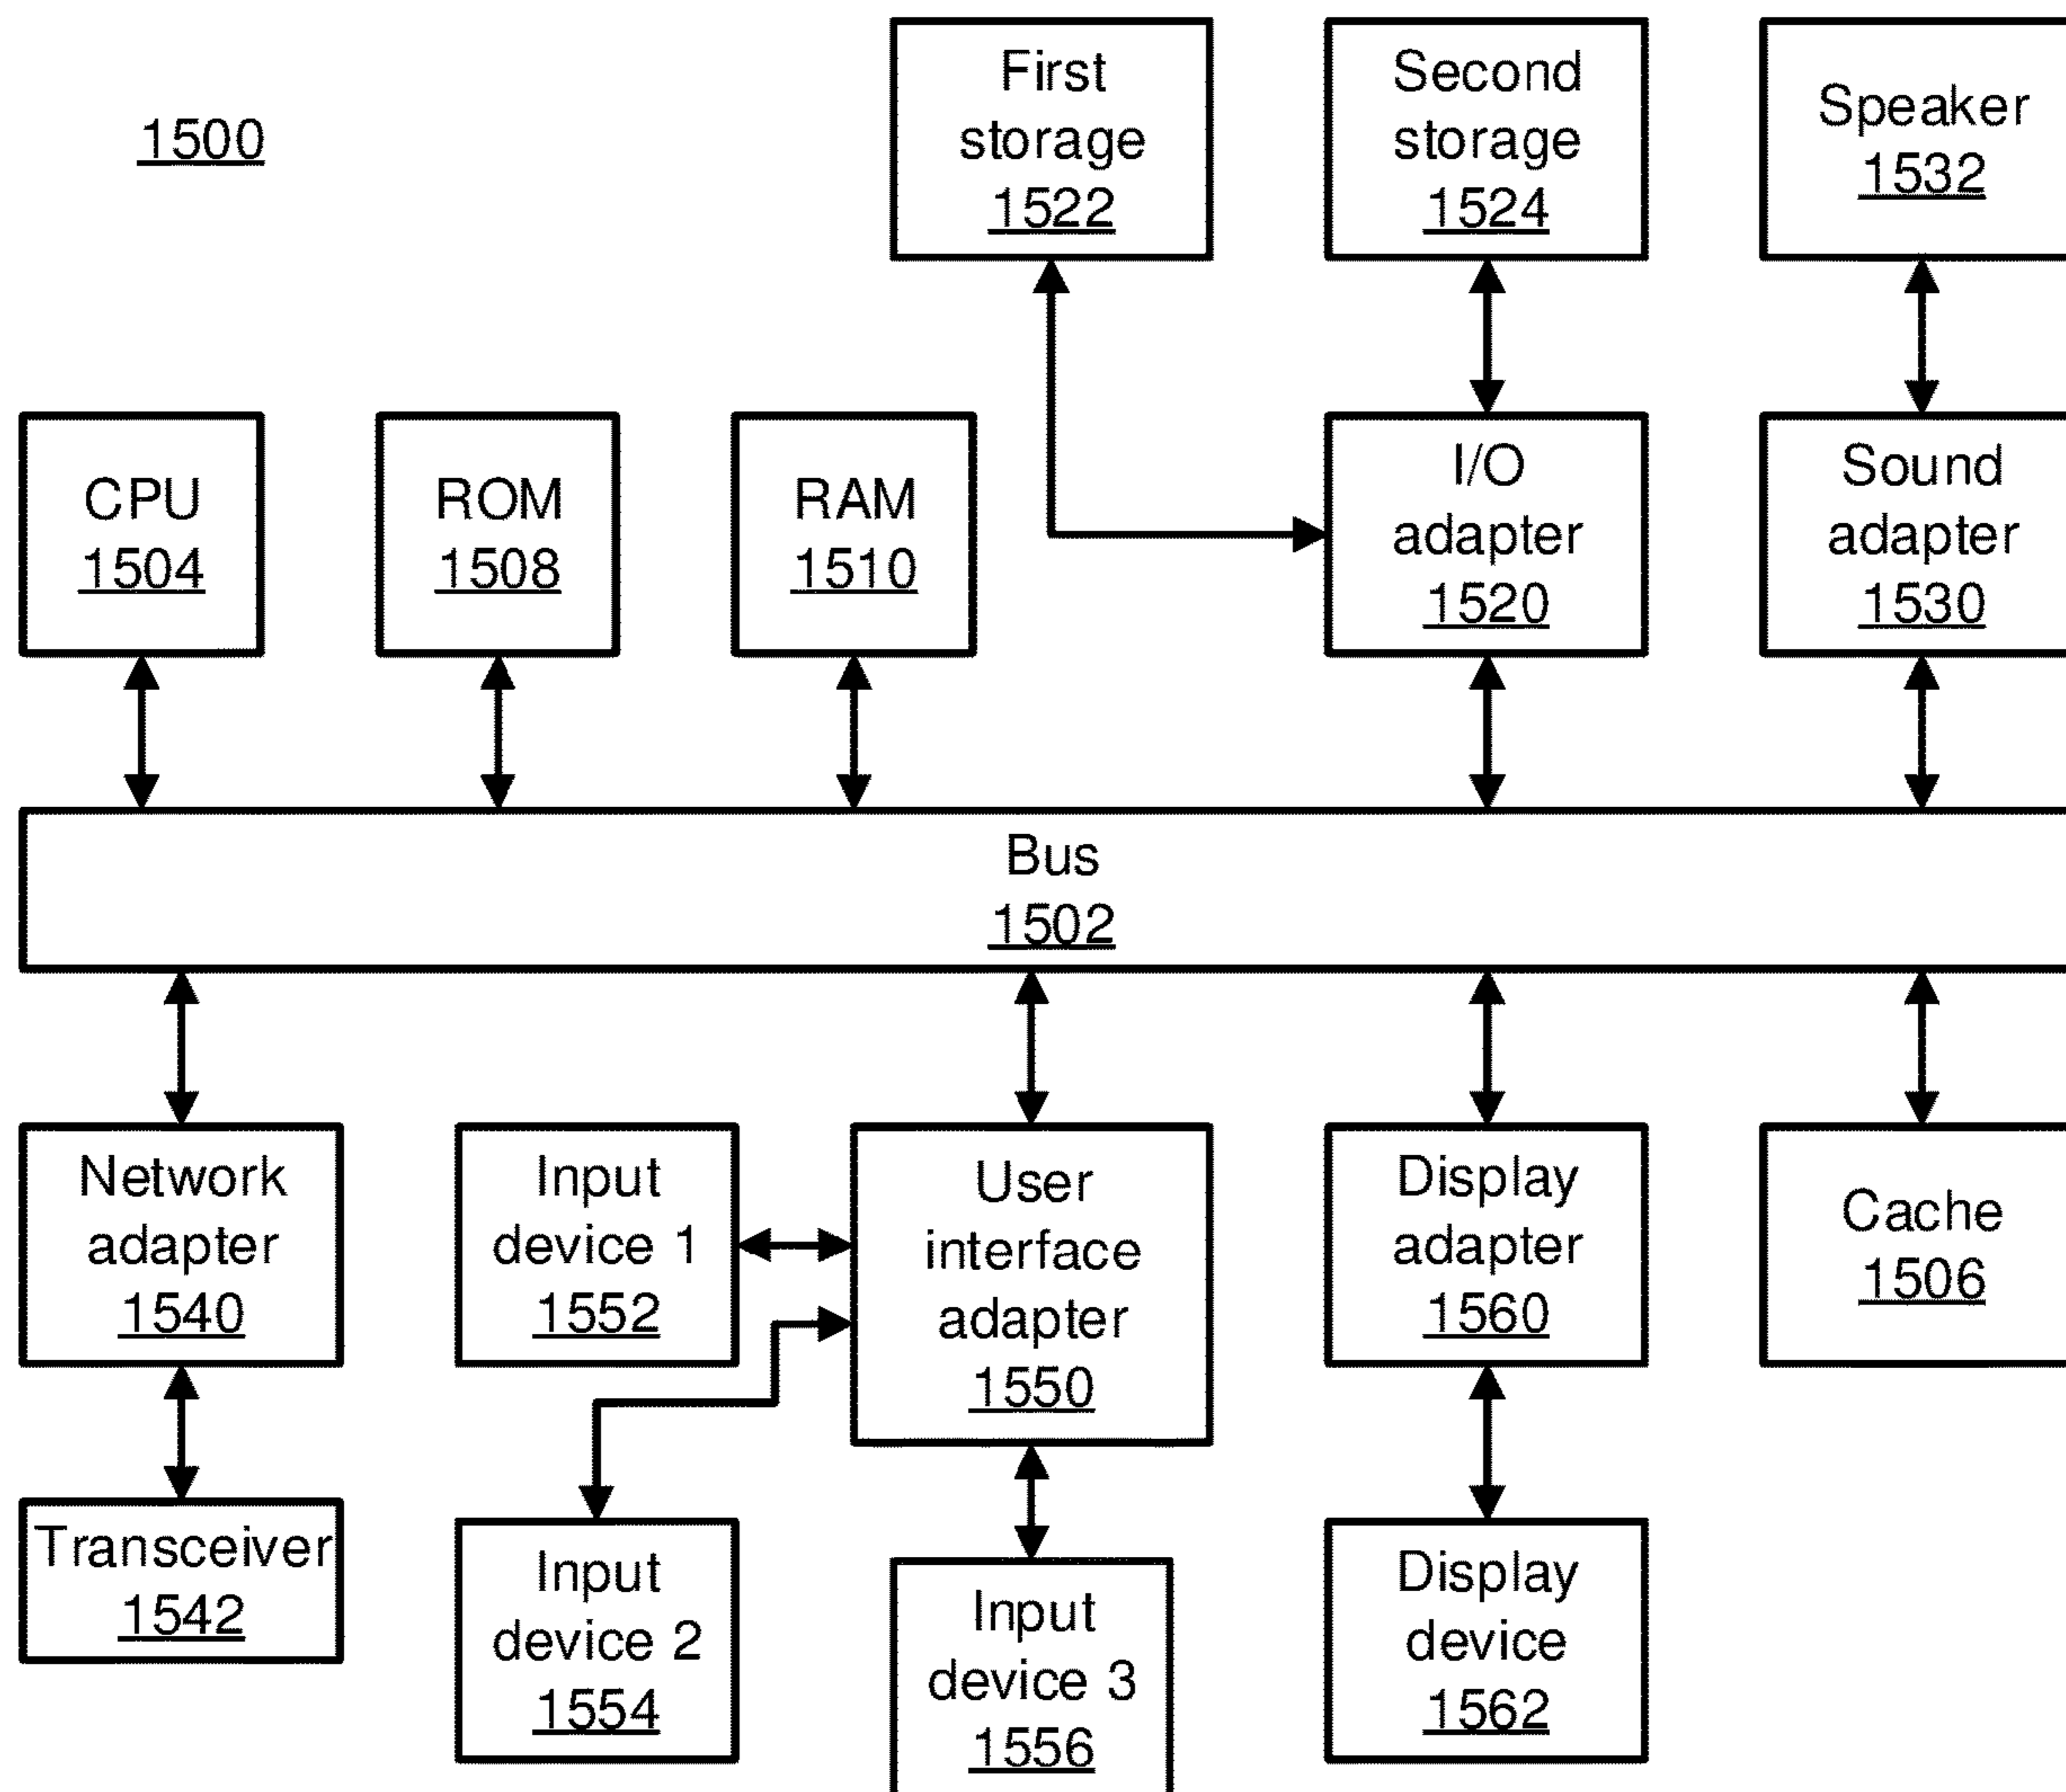 1500
First
storage
1522
Second
storage
1524
Speaker
1532
CPU
1504
ROM
1508
RAM
1510
I/O
adapter
1520
Sound
adapter
1530
Bus
1502
Network
adapter
1540
Input
device 1
1552
User
interface
adapter
1550
Display
adapter
1560
Cache
1506
Transceiver
1542
Input
device 2
1554
Input
device 3
1556
Display
device
1562